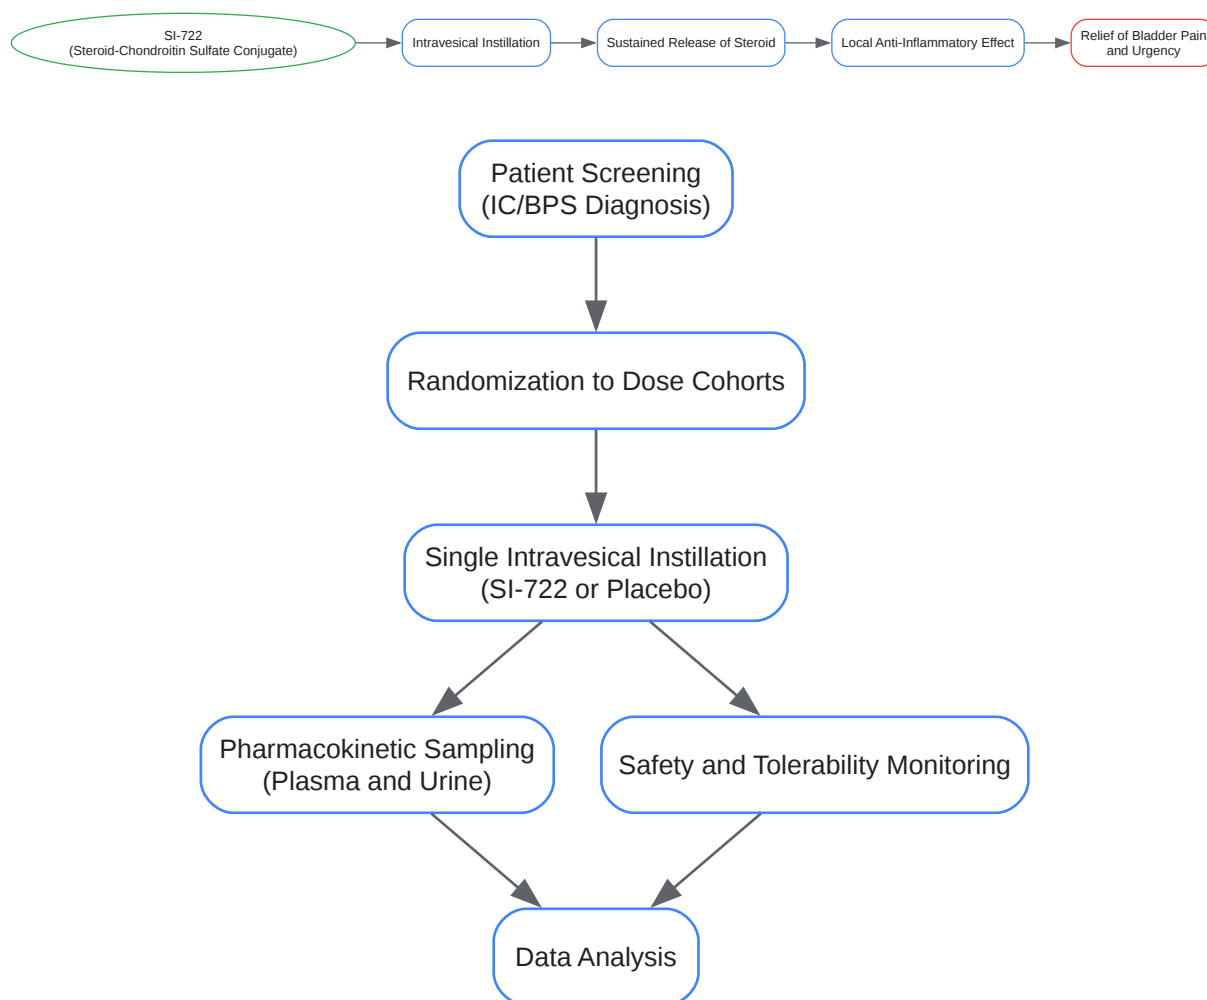 SI-722
(Steroid-Chondroitin Sulfate Conjugate)
Intravesical Instillation
Sustained Release of Steroid
Local Anti-Inflammatory Effect
Relief of Bladder Pain
and Urgency
Patient Screening
(IC/BPS Diagnosis)
Randomization to Dose Cohorts
Single Intravesical Instillation
(SI-722 or Placebo)
Pharmacokinetic Sampling
(Plasma and Urine)
Safety and Tolerability Monitoring
Data Analysis